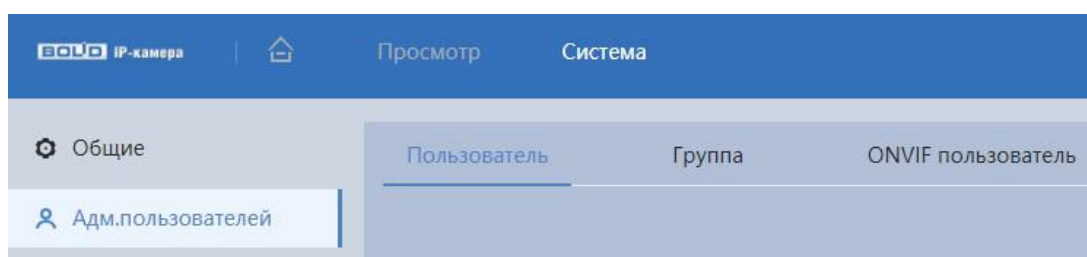 BOLID IP-камера Просмотр Система
Общие
Пользователь Группа ONVIF пользователь
Адм.пользователей